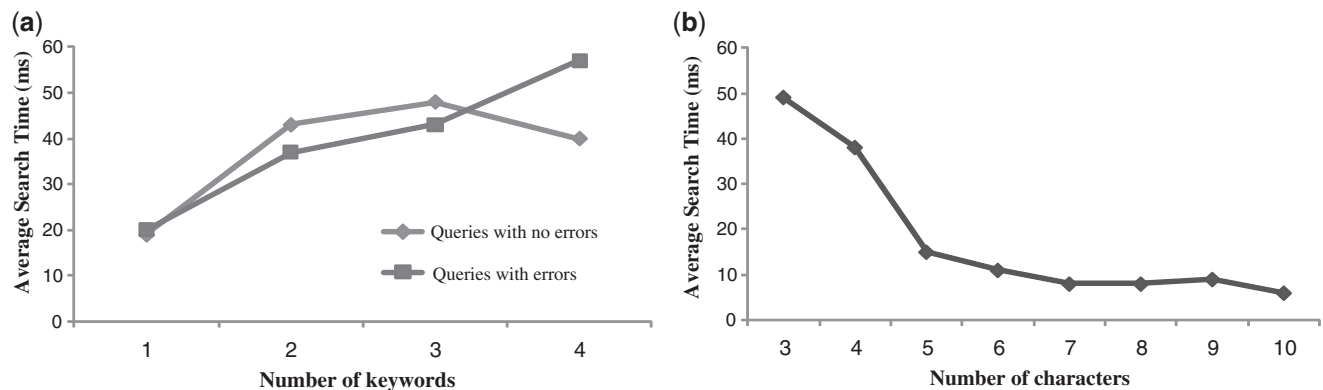 (a)
Average Search Time (ms)
60
50
40
30
20
10
0
1 2 3 4
Number of keywords
Queries with no errors
Queries with errors
(b)
Average Search Time (ms)
60
50
40
30
20
10
0
3 4 5 6 7 8 9 10
Number of characters